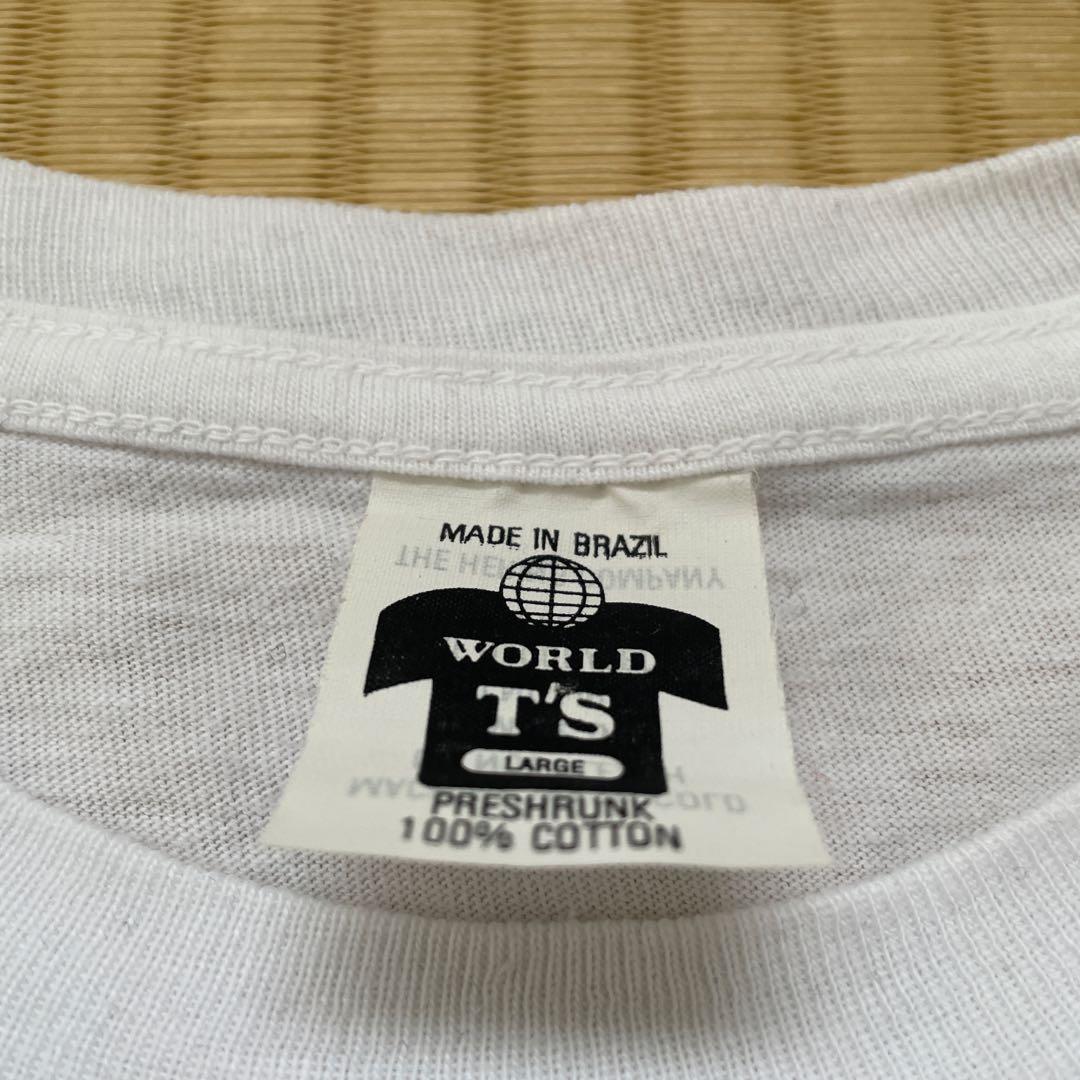 MADE IN BRAZIL
WORLD
T'S
LARGE
PRESHRUNK
100% COTTON